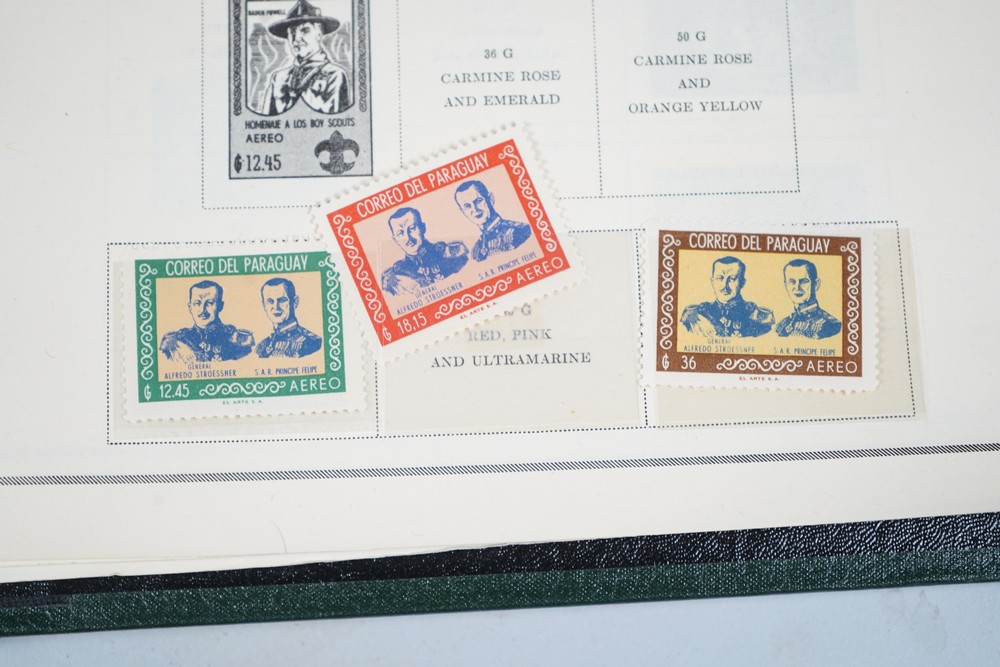 BADEN POWELL
HOMENAJE A LOS BOY SCOUTS
AEREO
₲ 12.45
36 G
CARMINE ROSE
AND EMERALD
50 G
CARMINE ROSE
AND
ORANGE YELLOW
CORREO DEL PARAGUAY
GENERAL
ALFREDO STROESSNER
S.A.R. PRINCIPE FELIPE
₲ 12.45
AEREO
EL ARTE S.A.
CORREO DEL PARAGUAY
GENERAL
ALFREDO STROESSNER
S.A.R. PRINCIPE FELIPE
₲ 18.15
AEREO
EL ARTE S.A.
G
RED, PINK
AND ULTRAMARINE
CORREO DEL PARAGUAY
GENERAL
ALFREDO STROESSNER
S.A.R. PRINCIPE FELIPE
₲ 36
AEREO
EL ARTE S.A.